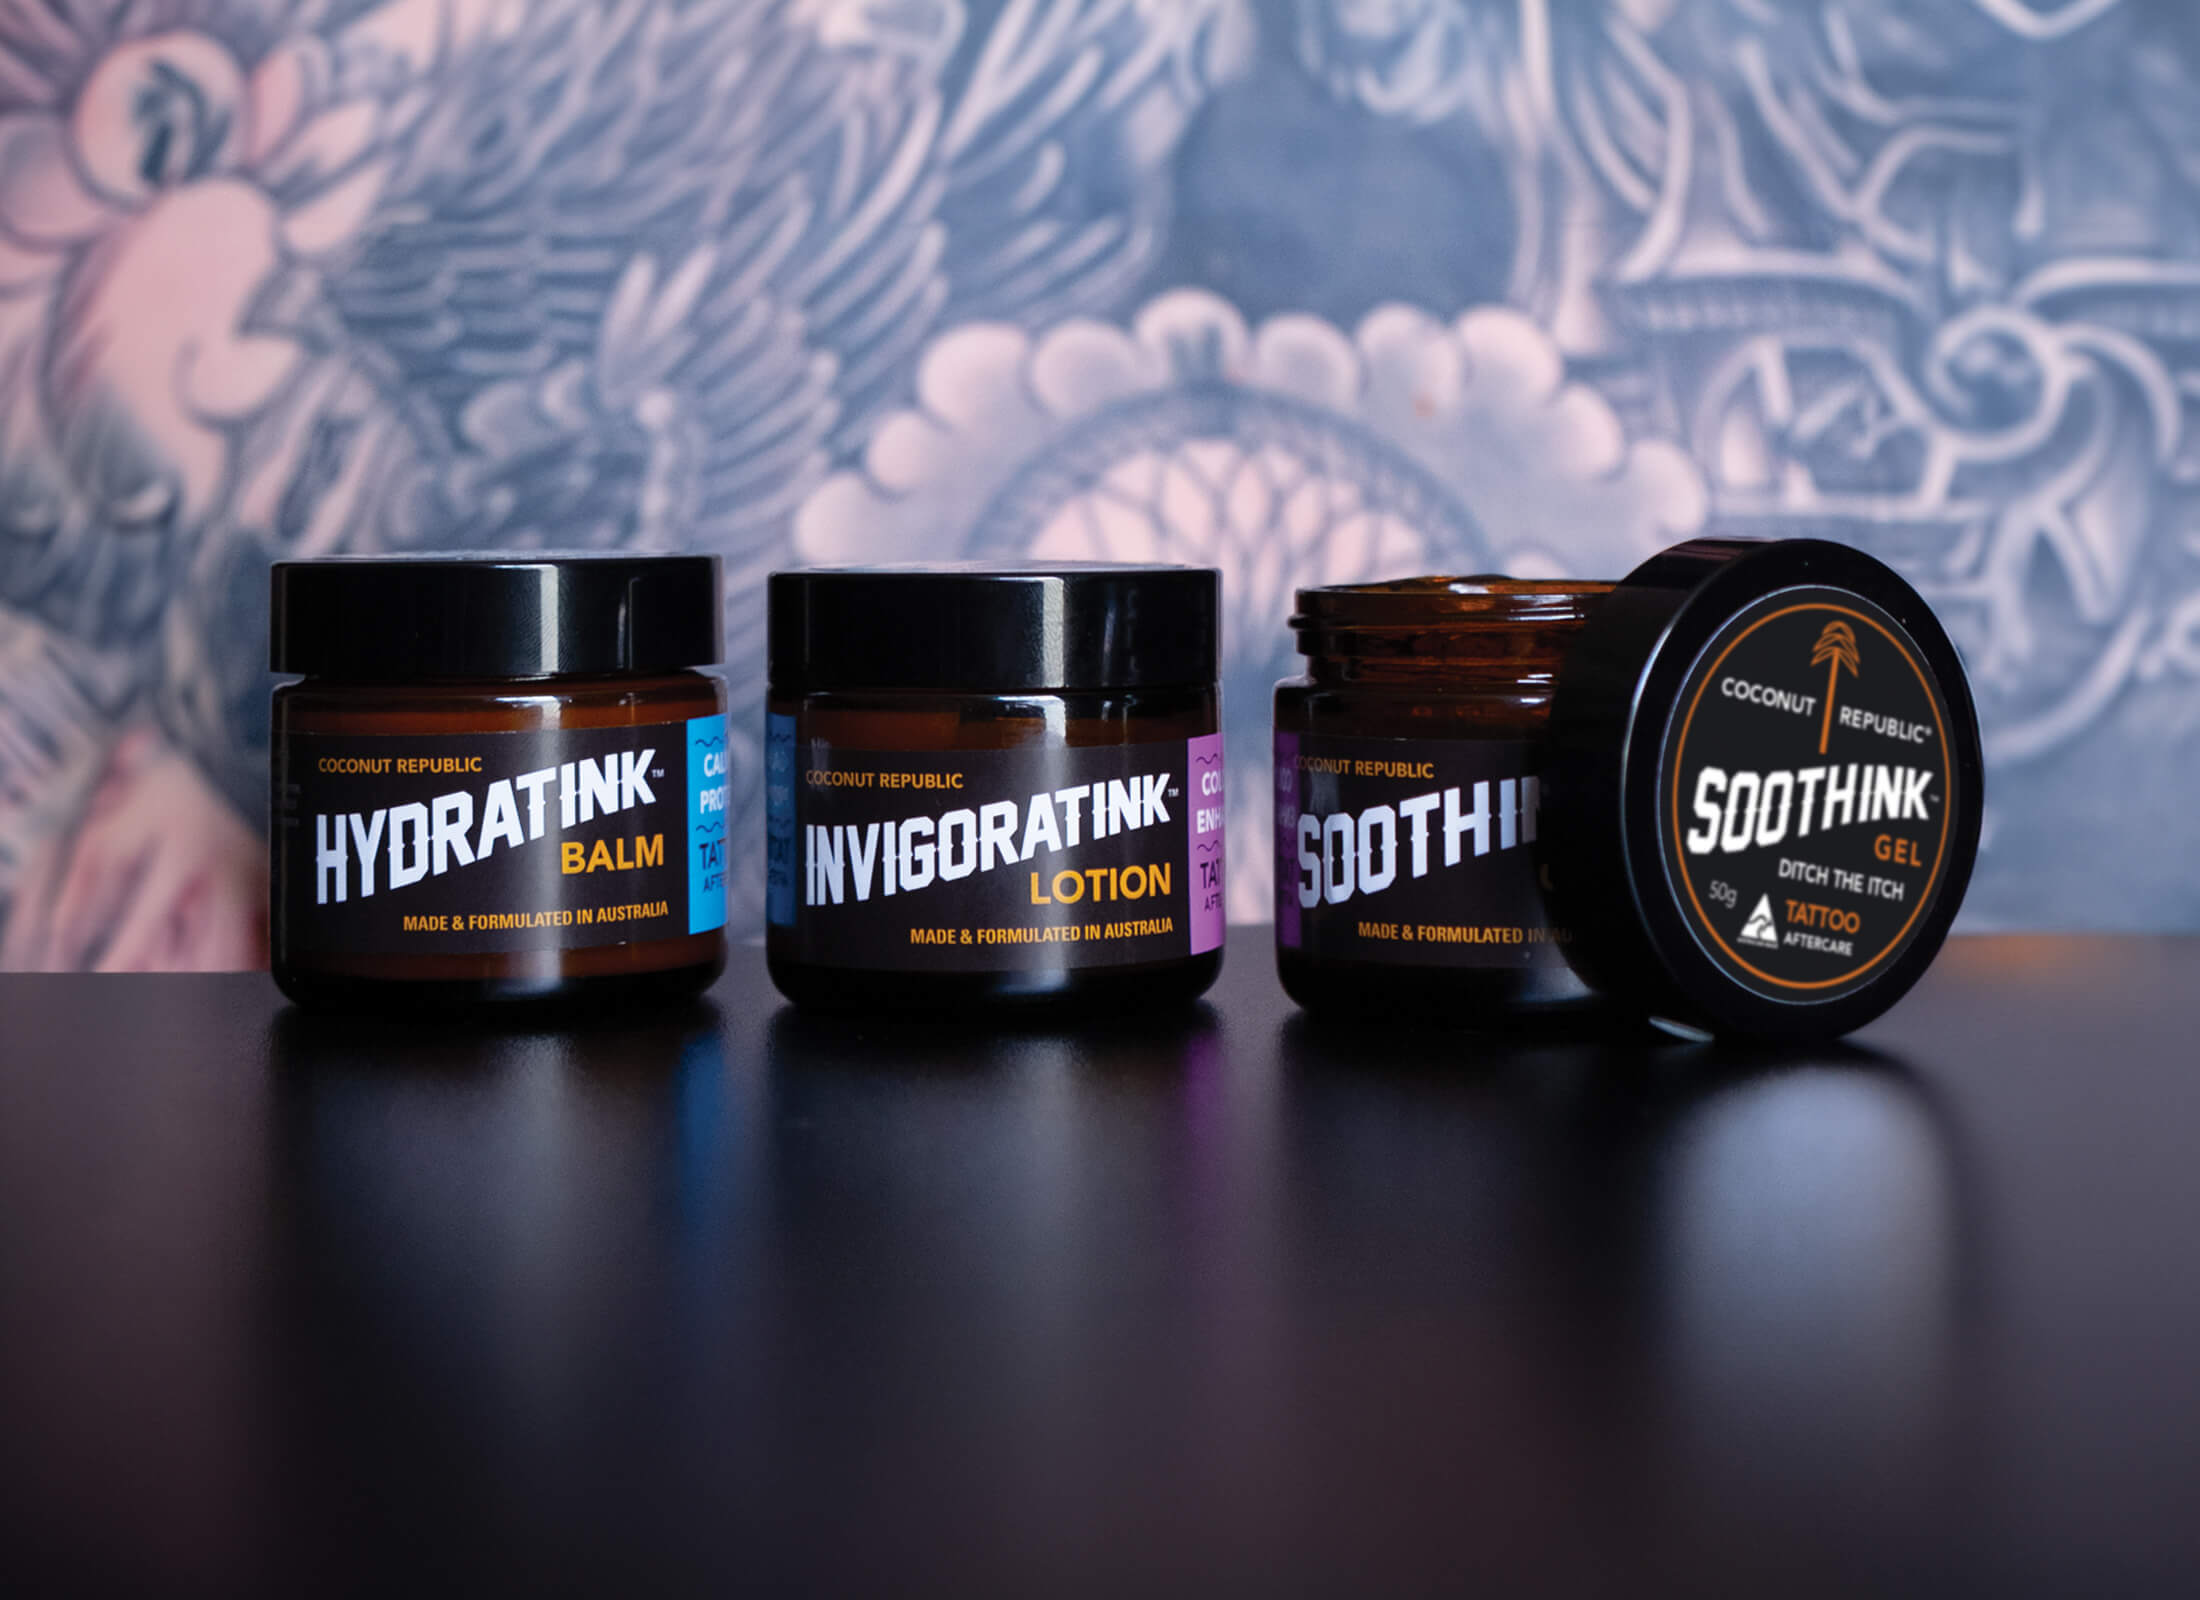 COCONUT REPUBLIC
HYDRATINK™
BALM
MADE & FORMULATED IN AUSTRALIA
COCONUT REPUBLIC
INVIGORATINK™
LOTION
MADE & FORMULATED IN AUSTRALIA
COCONUT REPUBLIC
MADE & FORMULATED IN
COCONUT REPUBLIC®
SOOTHINK™
GEL
DITCH THE ITCH
50g
TATTOO
AFTERCARE